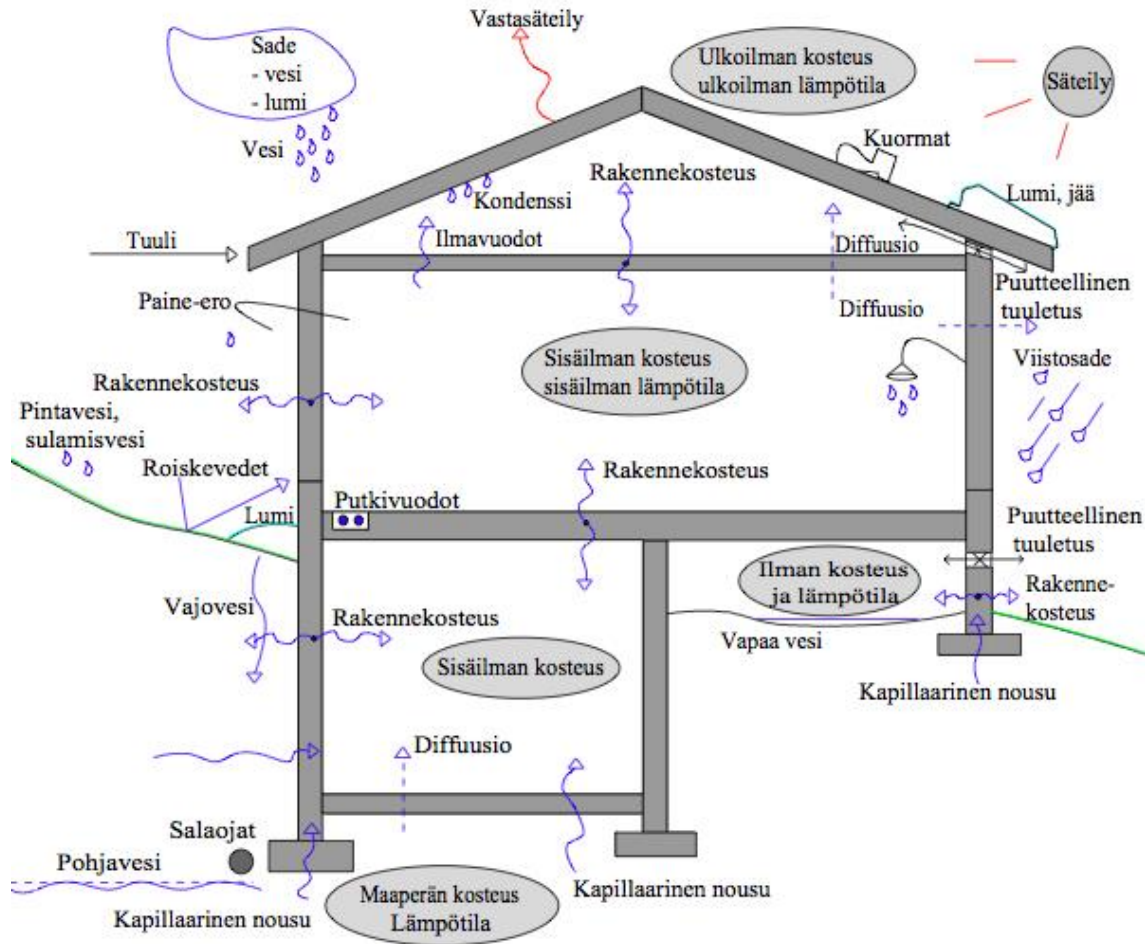 Vastasäteily
Sade
- vesi
- lumi
Ulkoilman kosteus
ulkoilman lämpötila
Säteily
Vesi
Kuormat
Rakennekosteus
Kondenssi
Lumi, jää
Tuuli
Ilmavuodot
Diffuusio
Puutteellinen
tuuletus
Paine-ero
Diffuusio
Sisäilman kosteus
sisäilman lämpötila
Viistosade
Rakennekosteus
Pintavesi,
sulamisvesi
Roiskevedet
Rakennekosteus
Putkivuodot
Lumi
Puutteellinen
tuuletus
Ilman kosteus
ja lämpötila
Vajovesi
Rakenne-
kosteus
Rakennekosteus
Vapaa vesi
Sisäilman kosteus
Kapillaarinen nousu
Diffuusio
Salaojat
Pohjavesi
Kapillaarinen nousu
Maaperän kosteus
Lämpötila
Kapillaarinen nousu